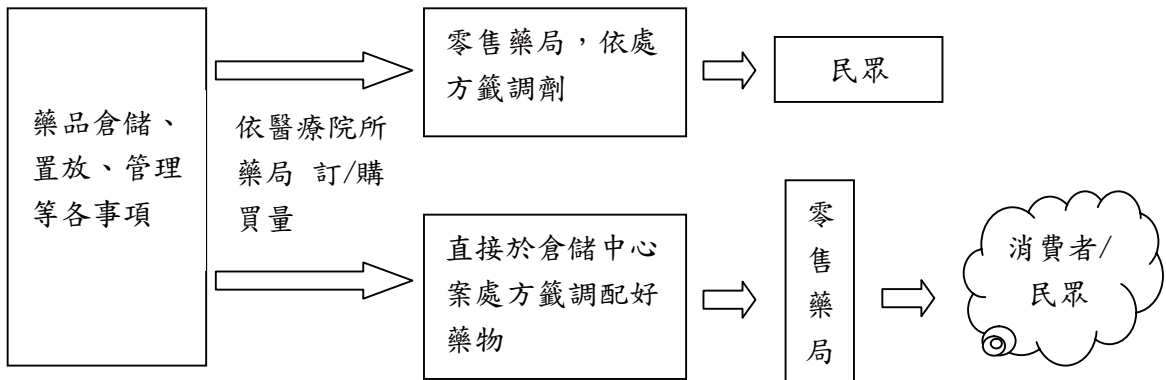 藥品倉儲、
置放、管理
等各事項
依醫療院所
藥局 訂/購
買量
零售藥局，依處
方籤調劑
民眾
直接於倉儲中心
案處方籤調配好
藥物
零
售
藥
局
消費者/
民眾